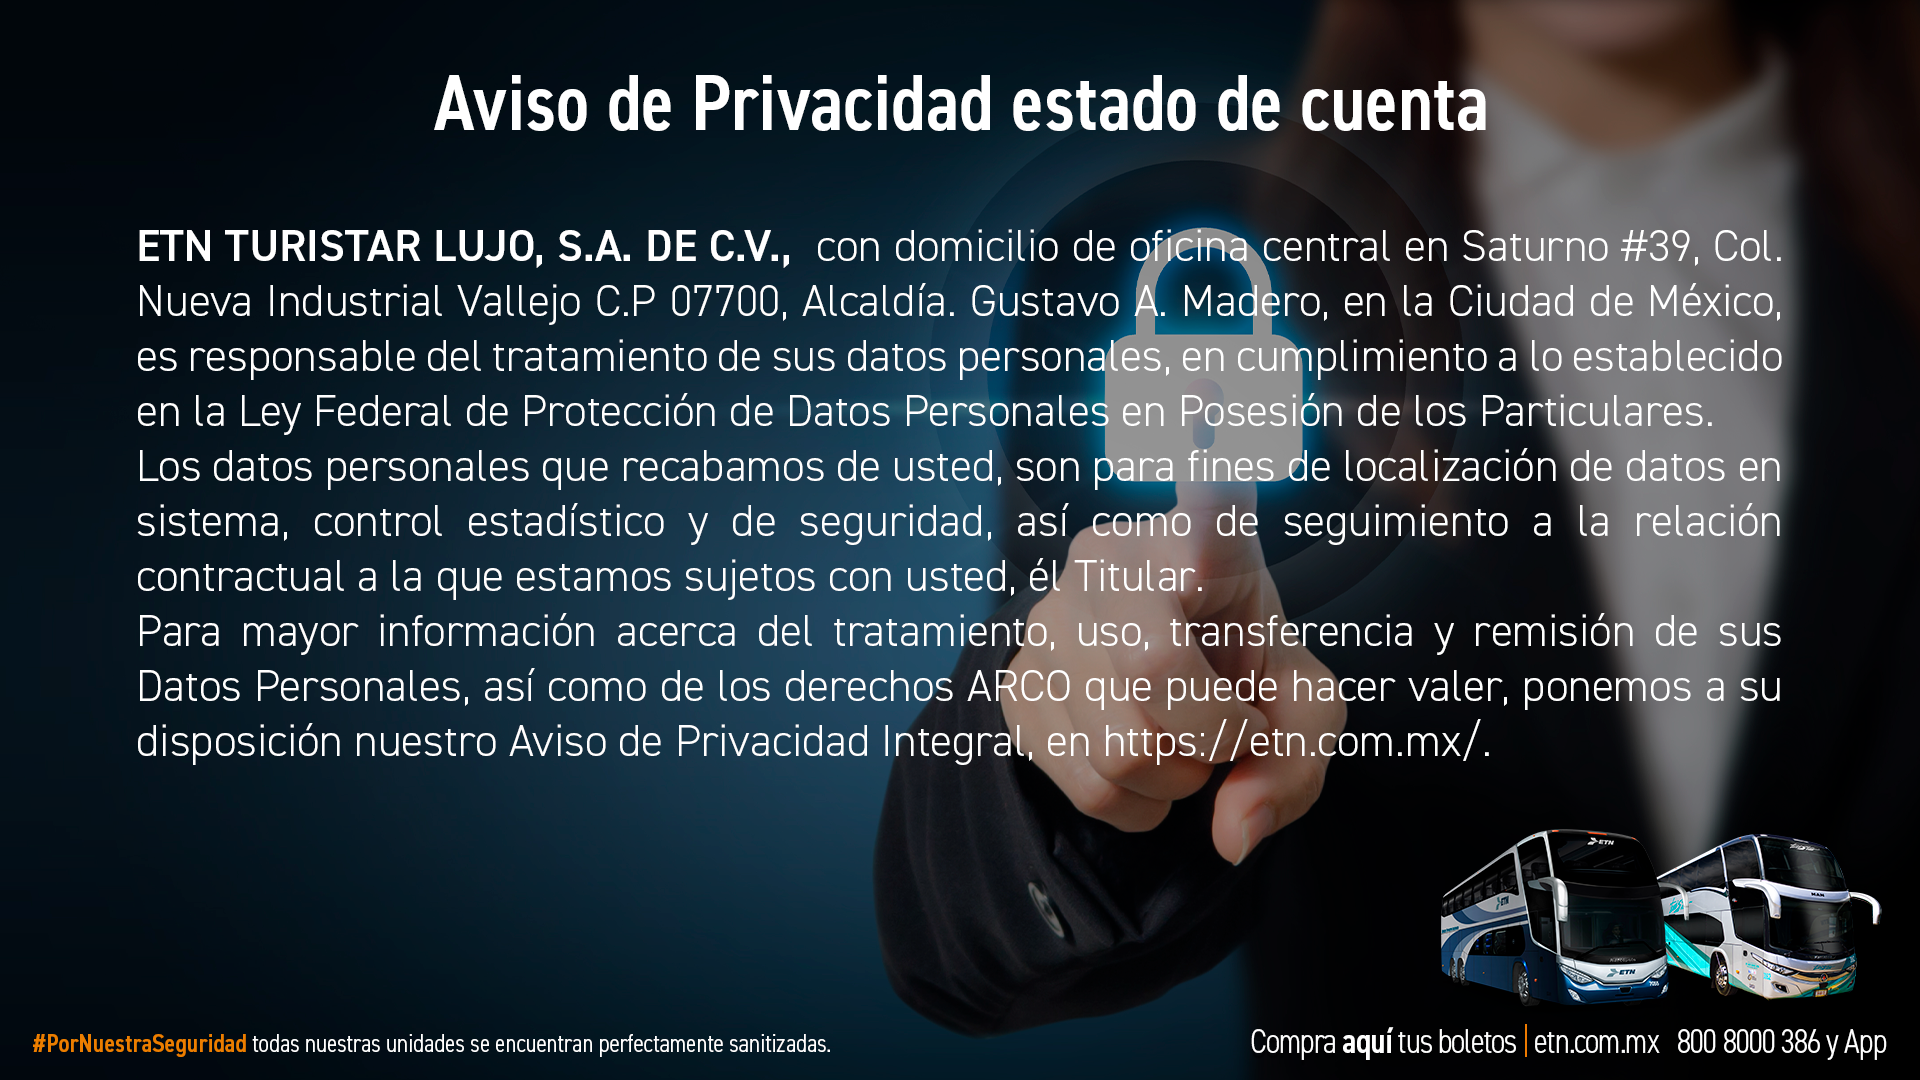 Aviso de Privacidad estado de cuenta
ETN TURISTAR LUJO, S.A. DE C.V., con domicilio de oficina central en Saturno #39, Col.
Nueva Industrial Vallejo C.P 07700, Alcaldía. Gustavo A. Madero, en la Ciudad de México,
es responsable del tratamiento de sus datos personales, en cumplimiento a lo establecido
en la Ley Federal de Protección de Datos Personales en Posesión de los Particulares.
Los datos personales que recabamos de usted, son para fines de localización de datos en
sistema, control estadístico y de seguridad, así como de seguimiento a la relación
contractual a la que estamos sujetos con usted, él Titular.
Para mayor información acerca del tratamiento, uso, transferencia y remisión de sus
Datos Personales, así como de los derechos ARCO que puede hacer valer, ponemos a su
disposición nuestro Aviso de Privacidad Integral, en https://etn.com.mx/.
ETN
ETN
ETN
MAN
#PorNuestraSeguridad todas nuestras unidades se encuentran perfectamente sanitizadas.
Compra aquí tus boletos | etn.com.mx 800 8000 386 y App